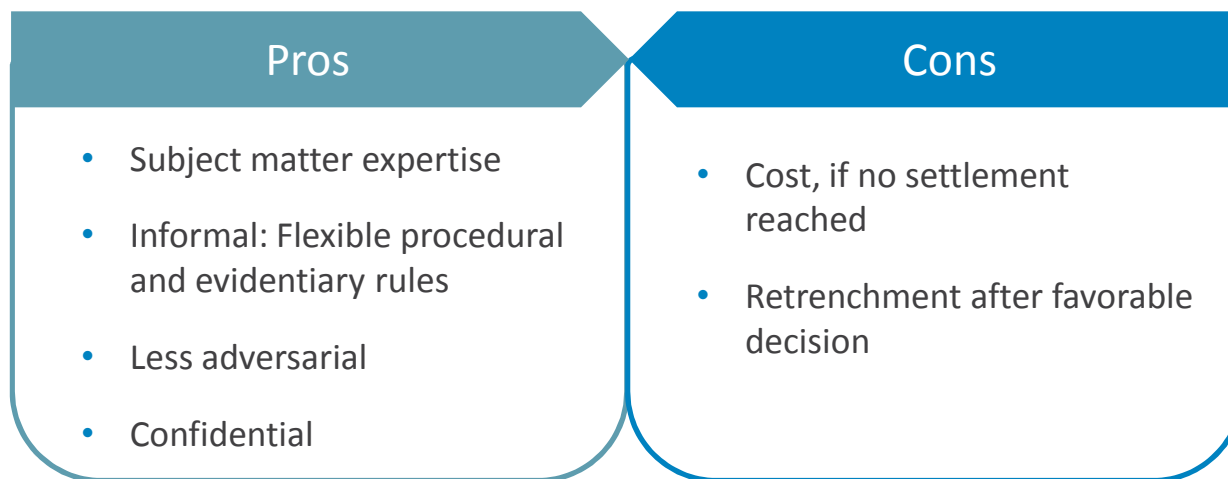 Pros
• Subject matter expertise
• Informal: Flexible procedural
and evidentiary rules
• Less adversarial
• Confidential
Cons
• Cost, if no settlement
reached
• Retrenchment after favorable
decision